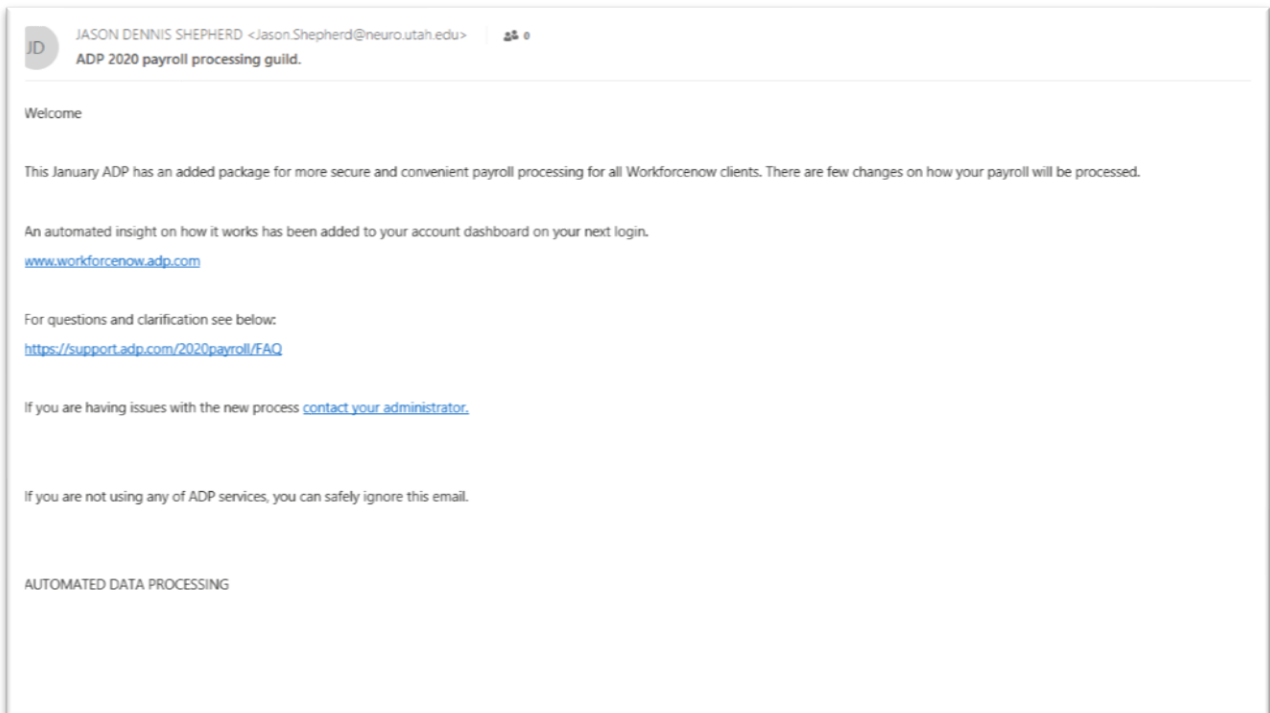 JD
JASON DENNIS SHEPHERD <Jason.Shepherd@neuro.utah.edu> 0
ADP 2020 payroll processing guild.
Welcome
This January ADP has an added package for more secure and convenient payroll processing for all Workforcenow clients. There are few changes on how your payroll will be processed.
An automated insight on how it works has been added to your account dashboard on your next login.
www.workforcenow.adp.com
For questions and clarification see below:
https://support.adp.com/2020payroll/FAQ
If you are having issues with the new process contact your administrator.
If you are not using any of ADP services, you can safely ignore this email.
AUTOMATED DATA PROCESSING